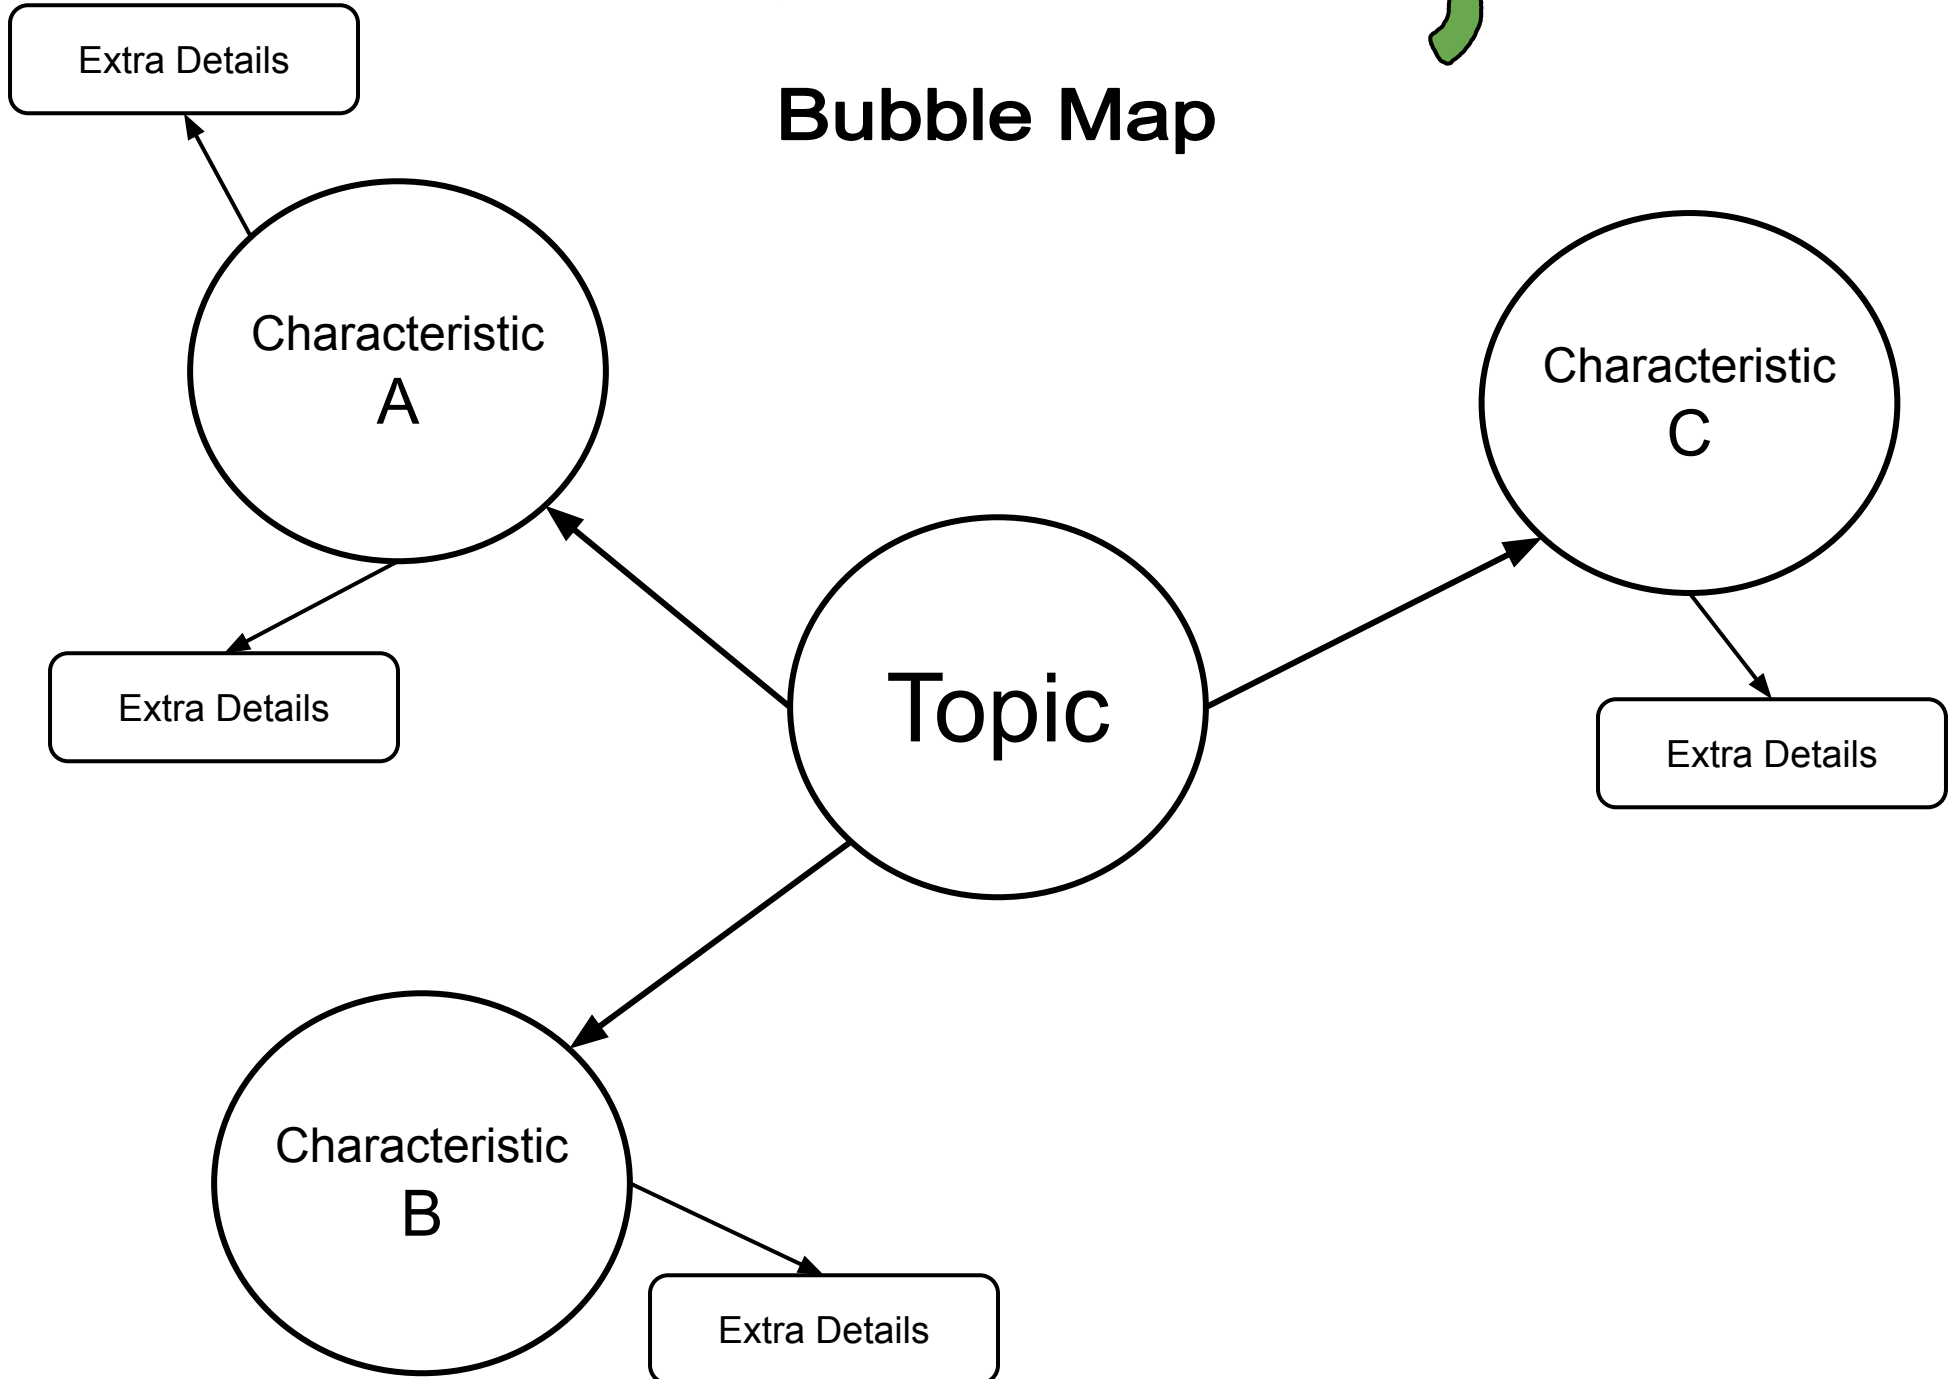 Extra Details
Bubble Map
Characteristic
A
Characteristic
C
Topic
Extra Details
Extra Details
Characteristic
B
Extra Details